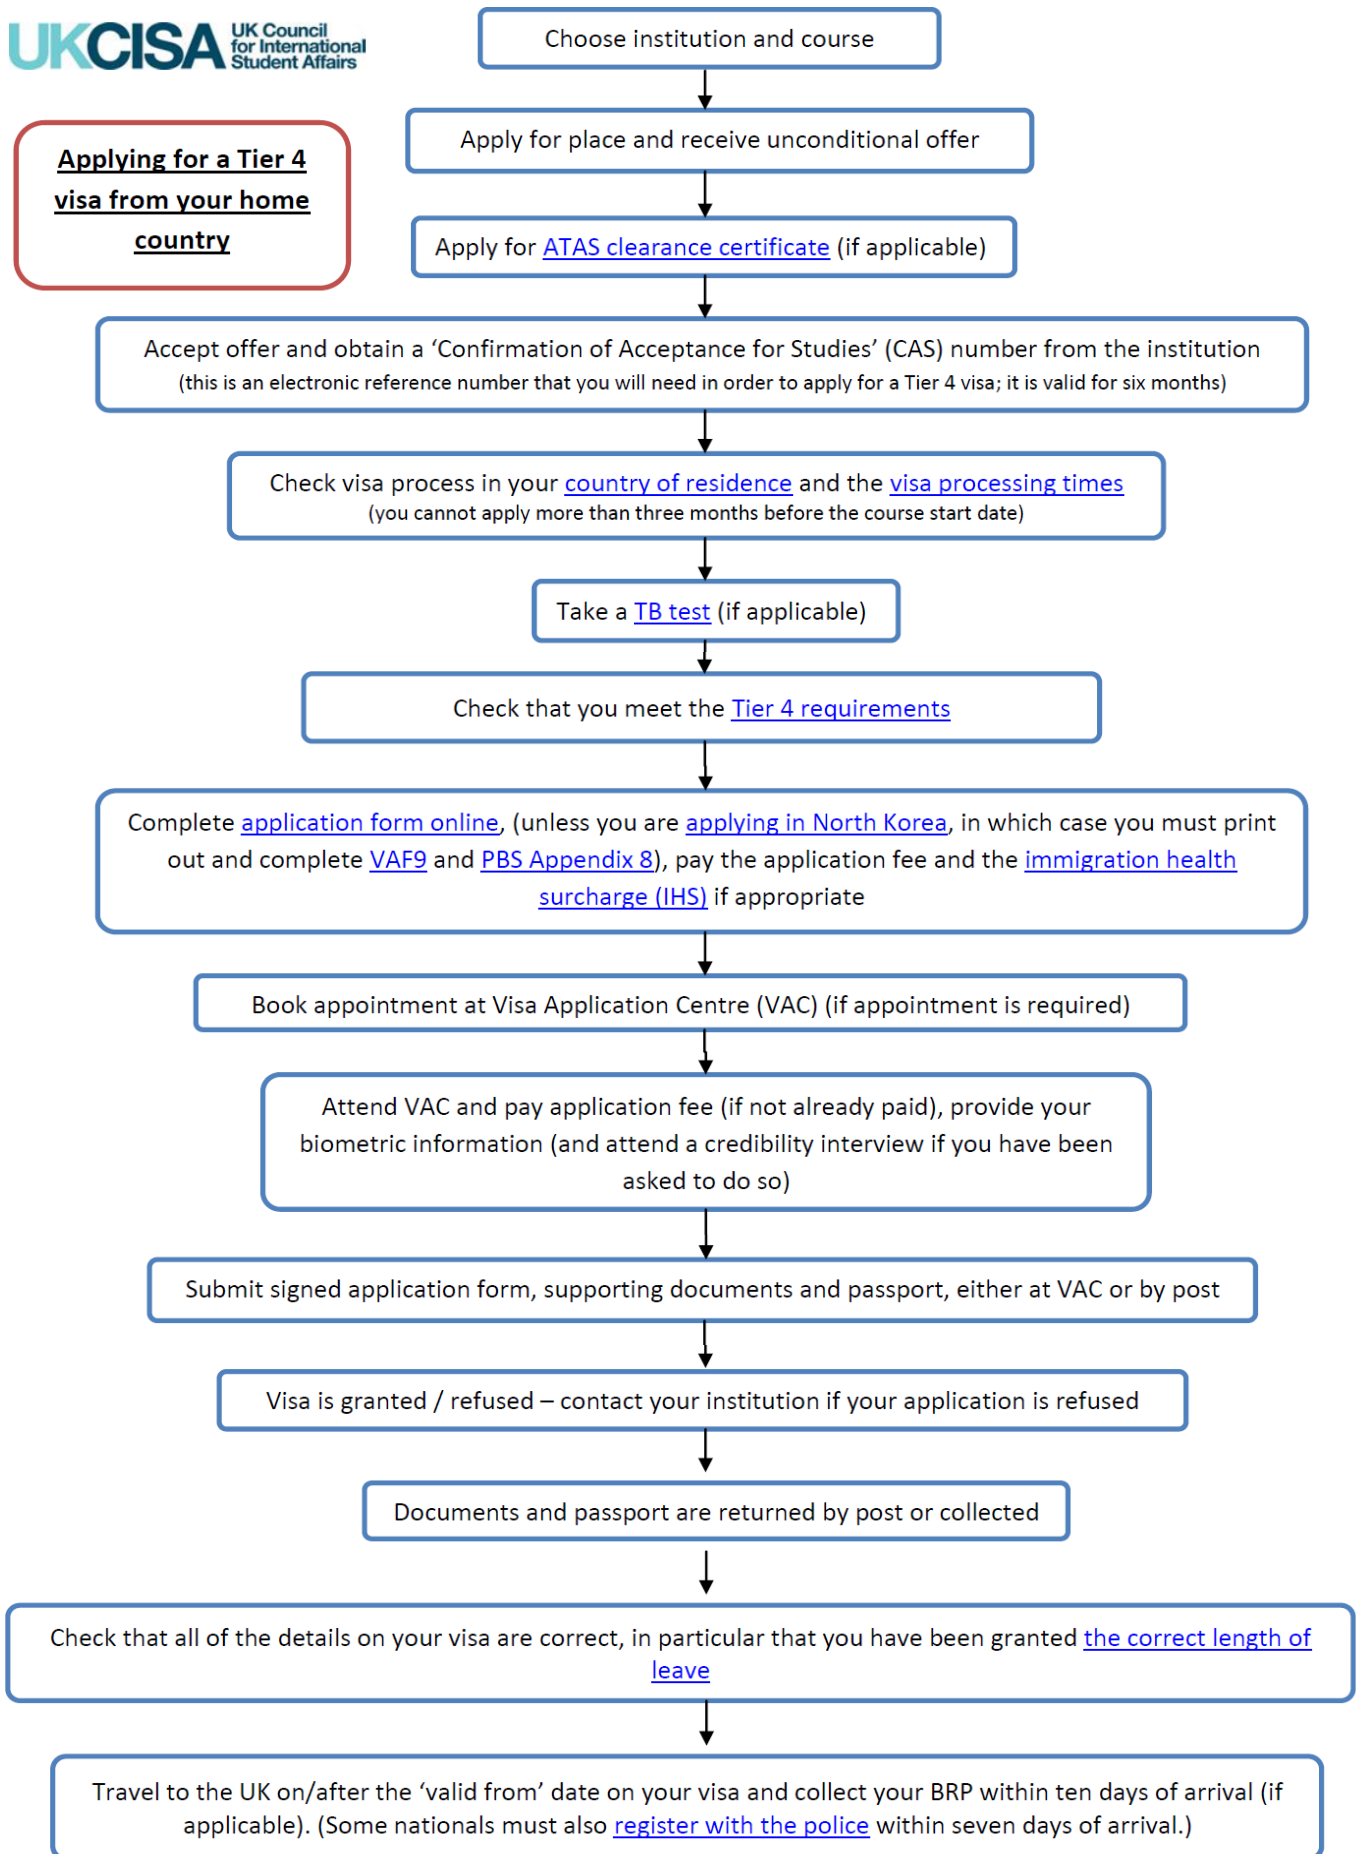 UKCISA UK Council
for International
Student Affairs
Choose institution and course
Apply for place and receive unconditional offer
Applying for a Tier 4
visa from your home
country
Apply for ATAS clearance certificate (if applicable)
Accept offer and obtain a ‘Confirmation of Acceptance for Studies’ (CAS) number from the institution
(this is an electronic reference number that you will need in order to apply for a Tier 4 visa; it is valid for six months)
Check visa process in your country of residence and the visa processing times
(you cannot apply more than three months before the course start date)
Take a TB test (if applicable)
Check that you meet the Tier 4 requirements
Complete application form online, (unless you are applying in North Korea, in which case you must print
out and complete VAF9 and PBS Appendix 8), pay the application fee and the immigration health
surcharge (IHS) if appropriate
Book appointment at Visa Application Centre (VAC) (if appointment is required)
Attend VAC and pay application fee (if not already paid), provide your
biometric information (and attend a credibility interview if you have been
asked to do so)
Submit signed application form, supporting documents and passport, either at VAC or by post
Visa is granted / refused – contact your institution if your application is refused
Documents and passport are returned by post or collected
Check that all of the details on your visa are correct, in particular that you have been granted the correct length of
leave
Travel to the UK on/after the ‘valid from’ date on your visa and collect your BRP within ten days of arrival (if
applicable). (Some nationals must also register with the police within seven days of arrival.)